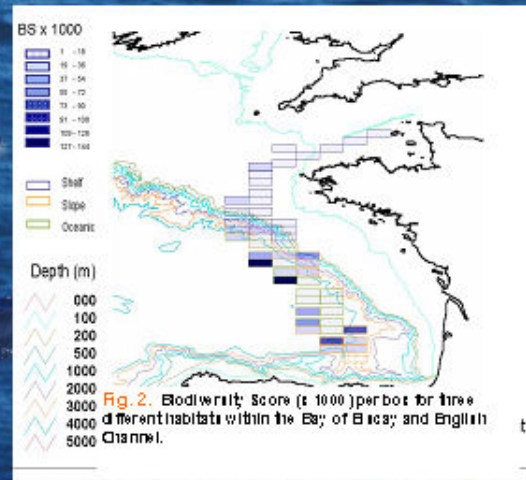 BS x 1000
1 - 18
19 - 36
37 - 54
55 - 72
73 - 90
91 - 108
109 - 126
127 - 144
Shelf
Slope
Oceanic
Depth (m)
000
100
200
500
1000
2000
3000
4000
5000
Fig. 2. Biodiversity Score (x 1000) per box for three
different habitats within the Bay of Biscay and English
Channel.
t